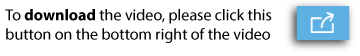 To download the video, please click this
button on the bottom right of the video